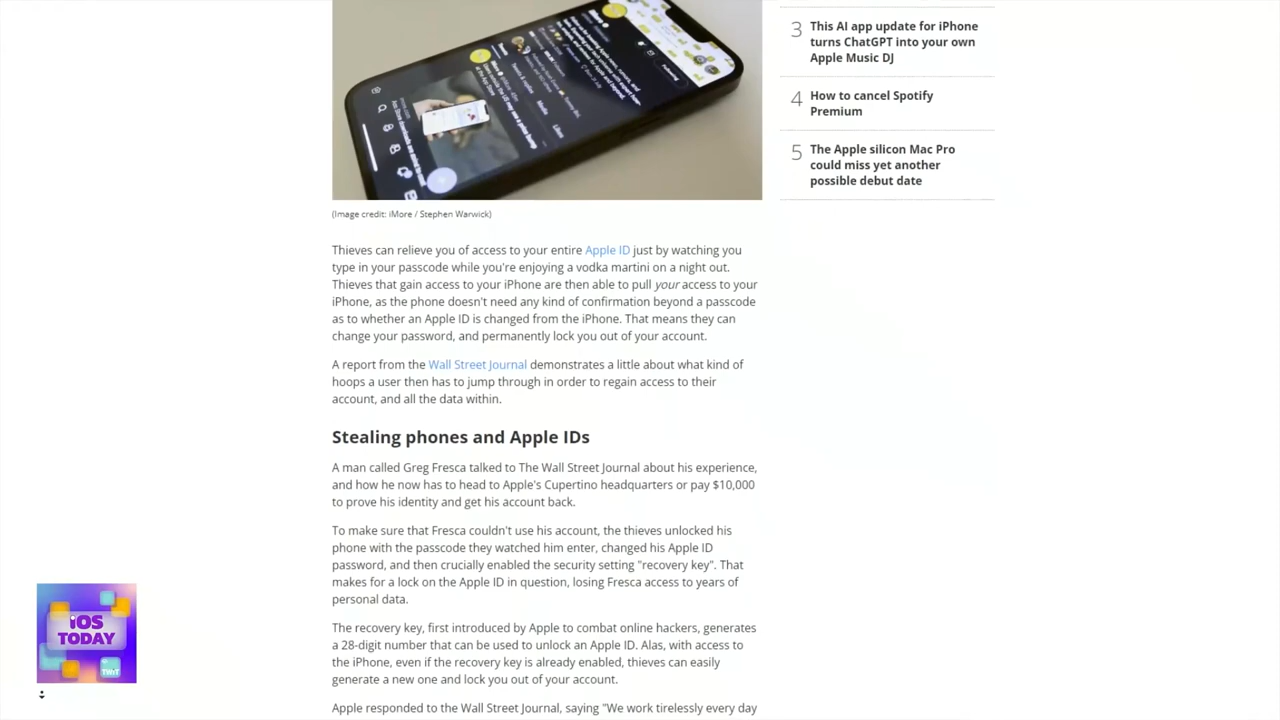 3
This AI app update for iPhone
turns ChatGPT into your own
Apple Music DJ
4
How to cancel Spotify
Premium
5
The Apple silicon Mac Pro
could miss yet another
possible debut date
(Image credit: iMore / Stephen Warwick)
Thieves can relieve you of access to your entire Apple ID just by watching you
type in your passcode while you're enjoying a vodka martini on a night out.
Thieves that gain access to your iPhone are then able to pull your access to your
iPhone, as the phone doesn't need any kind of confirmation beyond a passcode
as to whether an Apple ID is changed from the iPhone. That means they can
change your password, and permanently lock you out of your account.
A report from the Wall Street Journal demonstrates a little about what kind of
hoops a user then has to jump through in order to regain access to their
account, and all the data within.
Stealing phones and Apple IDs
A man called Greg Fresca talked to The Wall Street Journal about his experience,
and how he now has to head to Apple's Cupertino headquarters or pay $10,000
to prove his identity and get his account back.
To make sure that Fresca couldn't use his account, the thieves unlocked his
phone with the passcode they watched him enter, changed his Apple ID
password, and then crucially enabled the security setting "recovery key". That
makes for a lock on the Apple ID in question, losing Fresca access to years of
personal data.
The recovery key, first introduced by Apple to combat online hackers, generates
a 28-digit number that can be used to unlock an Apple ID. Alas, with access to
the iPhone, even if the recovery key is already enabled, thieves can easily
generate a new one and lock you out of your account.
Apple responded to the Wall Street Journal, saying "We work tirelessly every day
iOS
TODAY
TWiT